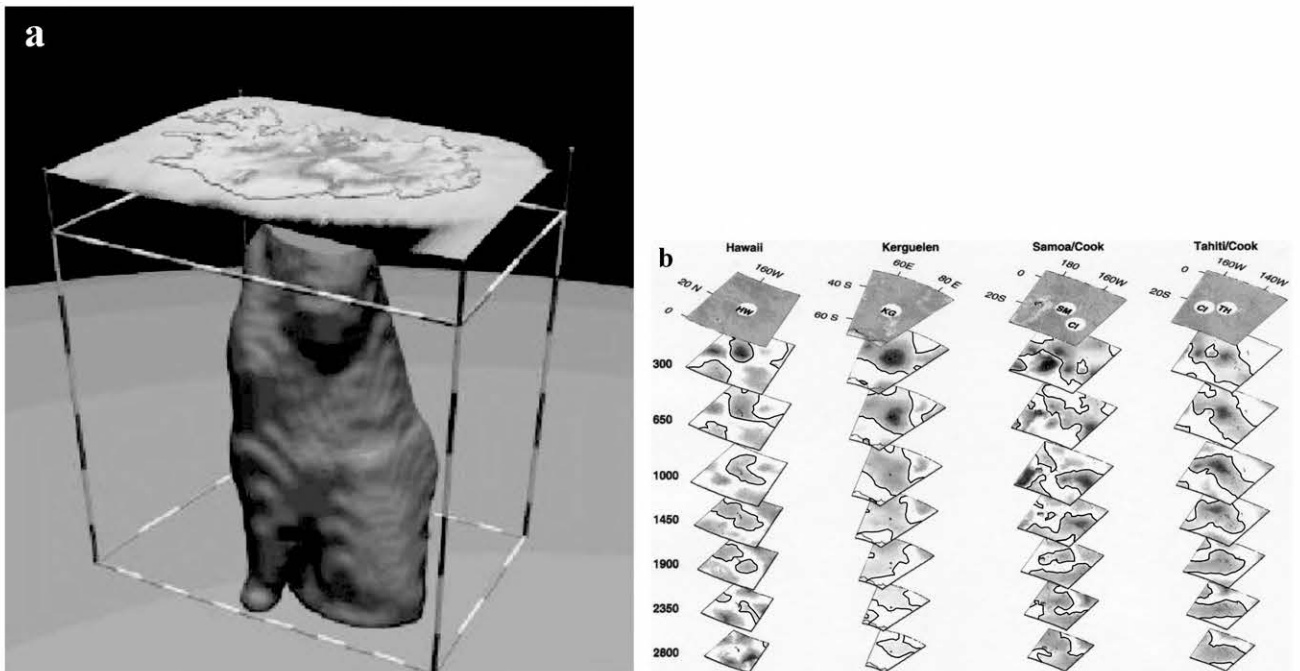 a
b
Hawaii Kerguelen Samoa/Cook Tahiti/Cook
160W 20 N 0 HW
60E 80 E 40 S 60 S KG
0 180 160W 20S SM CI
0 160W 140W 20S CI TH
300
650
1000
1450
1900
2350
2800